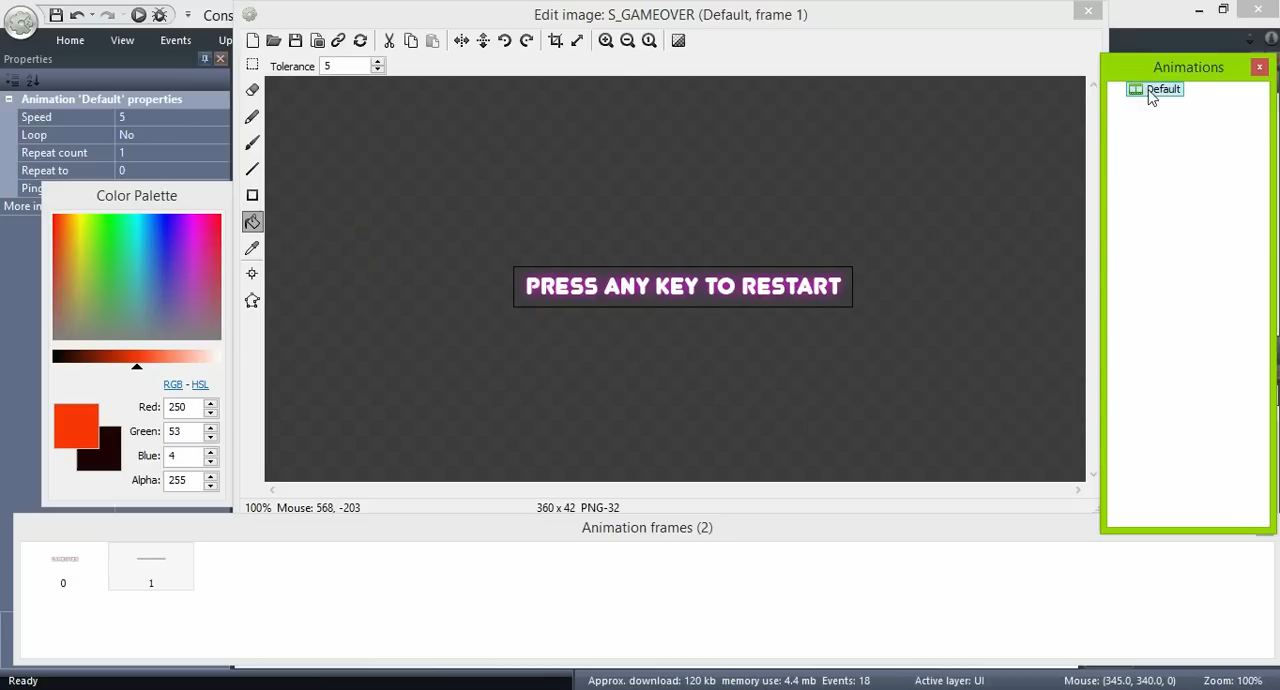 Cons
Edit image: S_GAMEOVER (Default, frame 1)
Home View Events Up
Properties
Tolerance 5
Animations
Default
Animation 'Default' properties
Speed 5
Loop No
Repeat count 1
Repeat to 0
Ping
More in
Color Palette
PRESS ANY KEY TO RESTART
RGB - HSL
Red: 250
Green: 53
Blue: 4
Alpha: 255
100% Mouse: 568, -203
360 x 42 PNG-32
Animation frames (2)
0 1
Ready
Approx. download: 120 kb memory use: 4.4 mb Events: 18 Active layer: UI Mouse: (345.0, 340.0, 0) Zoom: 100%